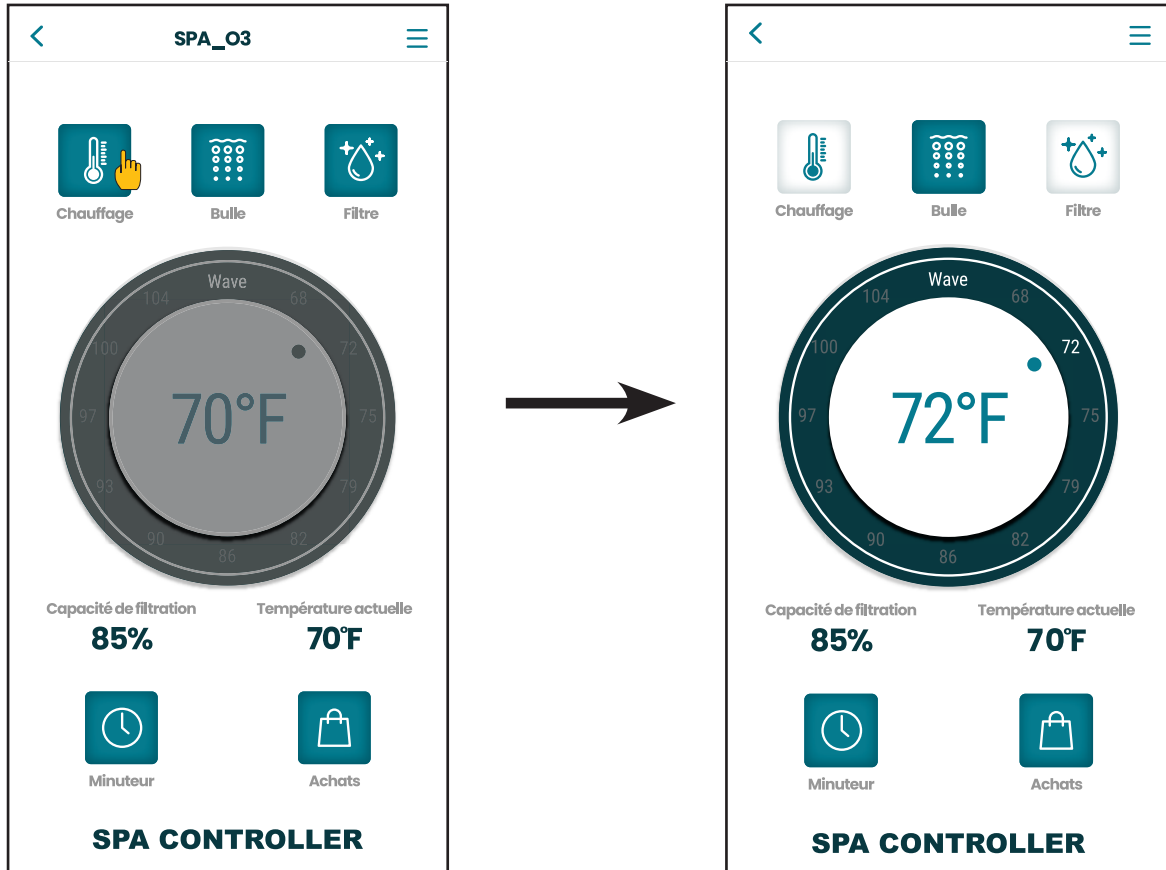 SPA_03
Chauffage
Bulle
Filtre
Wave
104
68
100
72
97
75
93
79
90
82
86
70°F
Capacité de filtration
Température actuelle
85%
70°F
Minuteur
Achats
SPA CONTROLLER
Chauffage
Bulle
Filtre
Wave
104
68
100
72
97
75
93
79
90
82
86
72°F
Capacité de filtration
Température actuelle
85%
70°F
Minuteur
Achats
SPA CONTROLLER